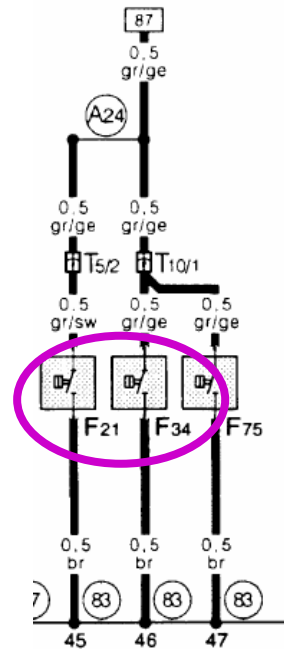 87
0,5
gr/ge
A24
0,5 0,5
gr/ge gr/ge
T5/2 T10/1
0,5 0,5 0,5
gr/sw gr/ge gr/ge
F21 F34 F75
0,5 0,5 0,5
br br br
7 83 83 83
45 46 47